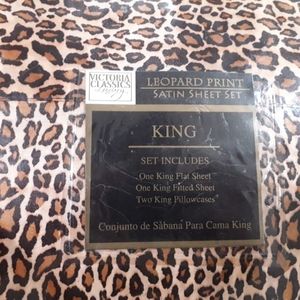 VICTORIA
CLASSICS
LEOPARD PRINT
SATIN SHEET SET
KING
SET INCLUDES
One King Flat Sheet
One King Fitted Sheet
Two King Pillowcases
Conjunto de Sábana Para Cama King